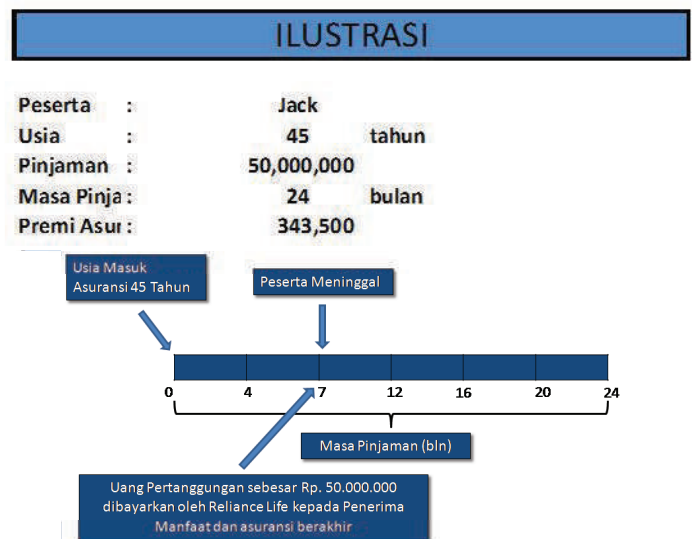 ILUSTRASI
Peserta : Jack
Usia : 45 tahun
Pinjaman : 50,000,000
Masa Pinja : 24 bulan
Premi Asur : 343,500
Usia Masuk
Asuransi 45 Tahun
Peserta Meninggal
0 4 7 12 16 20 24
Masa Pinjaman (bln)
Uang Pertanggungan sebesar Rp. 50.000.000
dibayarkan oleh Reliance Life kepada Penerima
Manfaat dan asuransi berakhir